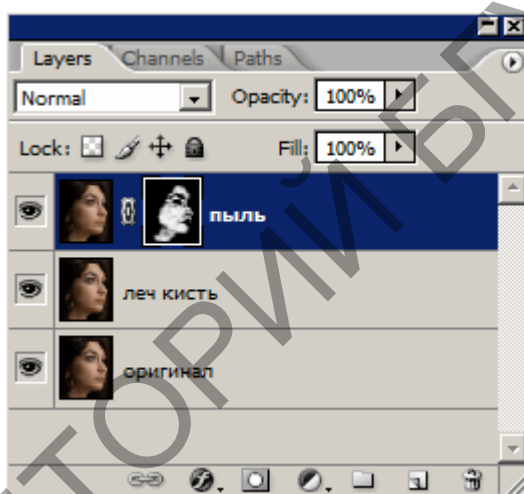 Layers Channels Paths
Normal Opacity: 100%
Lock: Fill: 100%
пыль
леч кисть
оригинал